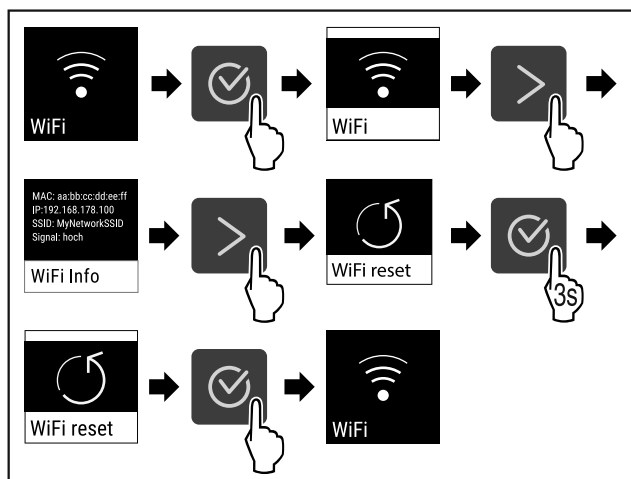 WiFi
WiFi
MAC: aa:bb:cc:dd:ee:ff
IP:192.168.178.100
SSID: MyNetworkSSID
Signal: hoch
WiFi Info
WiFi reset
3s
WiFi reset
WiFi